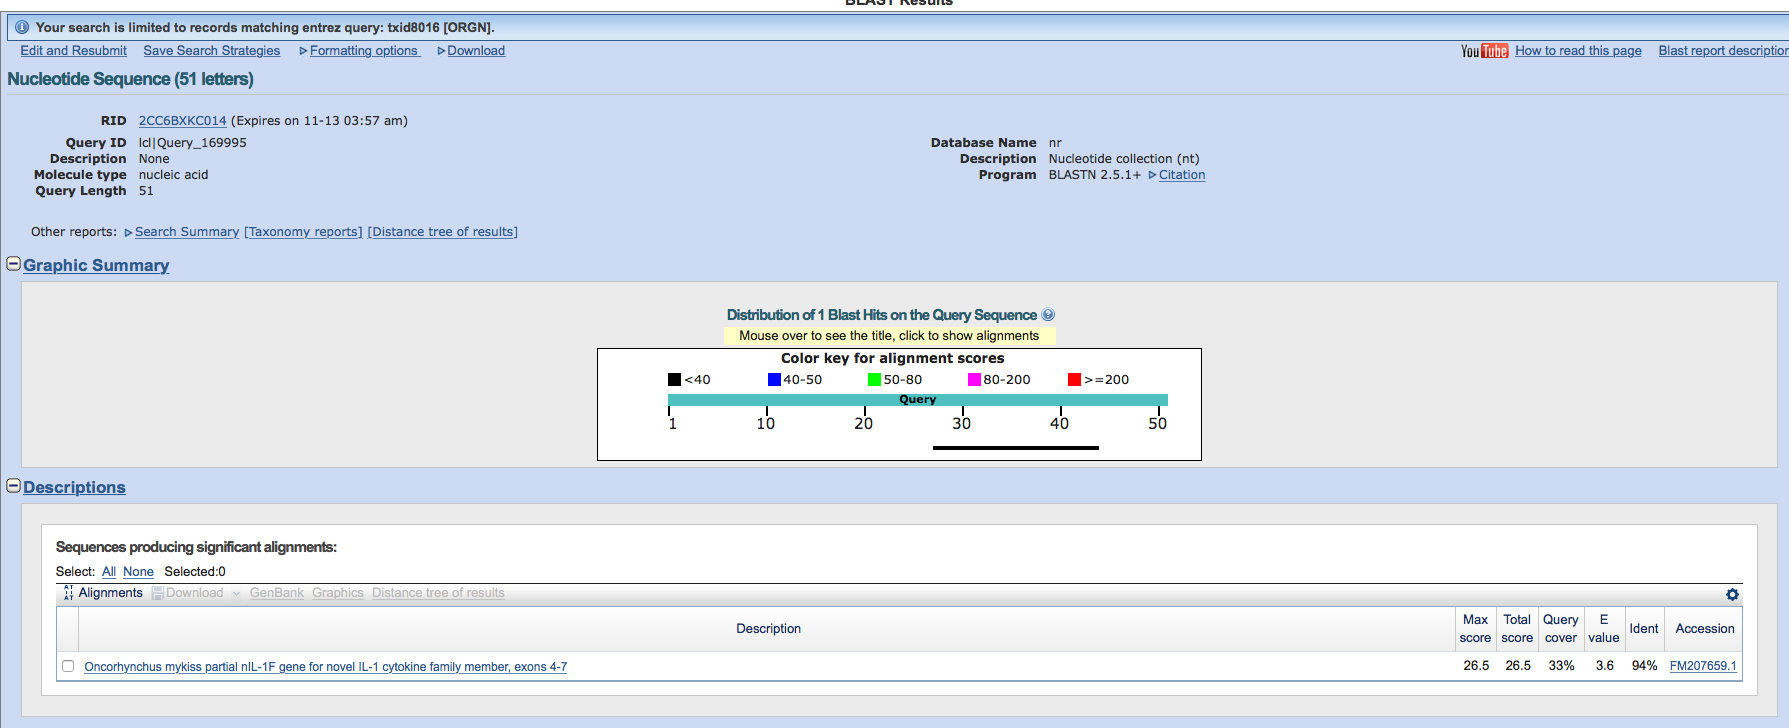 BLAST Results
Your search is limited to records matching entrez query: txid8016 [ORGN].
Edit and Resubmit Save Search Strategies Formatting options Download YouTube How to read this page Blast report description
Nucleotide Sequence (51 letters)
RID 2CC6BXKC014 (Expires on 11-13 03:57 am)
Query ID lcl|Query_169995 Database Name nr
Description None Description Nucleotide collection (nt)
Molecule type nucleic acid Program BLASTN 2.5.1+ Citation
Query Length 51
Other reports: Search Summary [Taxonomy reports] [Distance tree of results]
Graphic Summary
Distribution of 1 Blast Hits on the Query Sequence
Mouse over to see the title, click to show alignments
Color key for alignment scores
<40 40-50 50-80 80-200 >=200
Query
1 10 20 30 40 50
Descriptions
Sequences producing significant alignments:
Select: All None Selected:0
Alignments Download GenBank Graphics Distance tree of results
Description Max score Total score Query cover E value Ident Accession
Oncorhynchus mykiss partial nIL-1F gene for novel IL-1 cytokine family member, exons 4-7 26.5 26.5 33% 3.6 94% FM207659.1